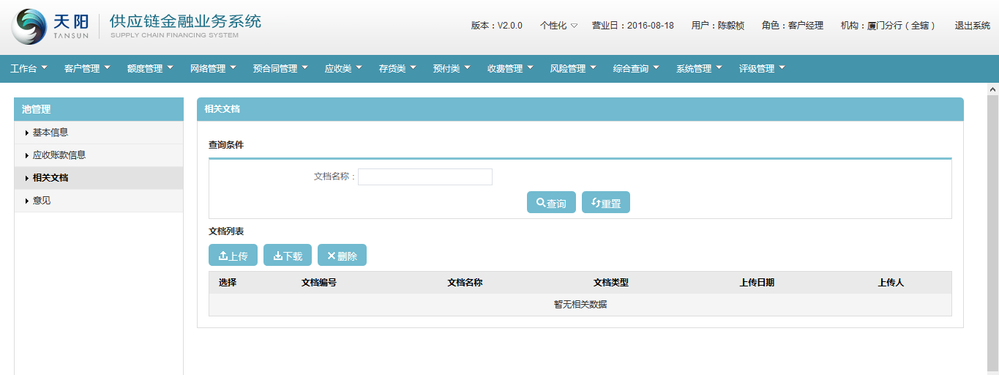 天阳 供应链金融业务系统
TANSUN SUPPLY CHAIN FINANCING SYSTEM
版本：V2.0.0 个性化 营业日：2016-08-18 用户：陈毅桢 角色：客户经理 机构：厦门分行（全辖） 退出系统
工作台 客户管理 额度管理 网络管理 预合同管理 应收类 存货类 预付类 收费管理 风险管理 综合查询 系统管理 评级管理
池管理
基本信息
应收账款信息
相关文档
意见
相关文档
查询条件
文档名称：
查询 重置
文档列表
上传 下载 删除
选择 文档编号 文档名称 文档类型 上传日期 上传人
暂无相关数据